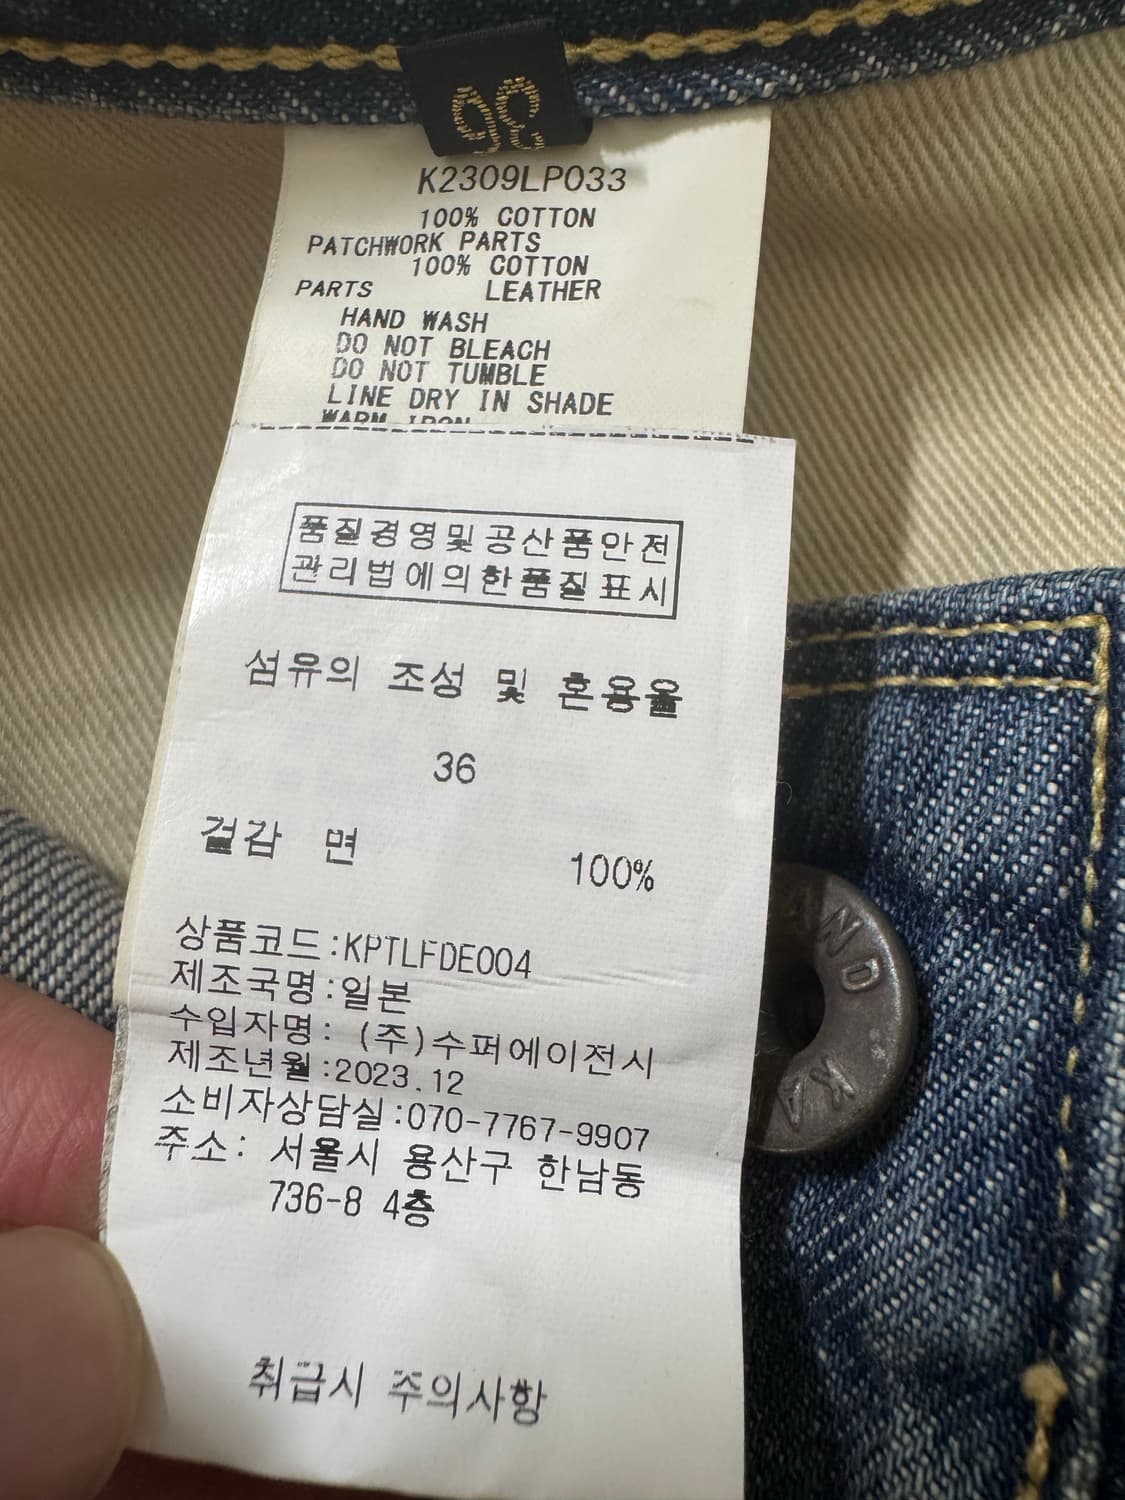 36
K2309LP033
100% COTTON
PATCHWORK PARTS
100% COTTON
PARTS LEATHER
HAND WASH
DO NOT BLEACH
DO NOT TUMBLE
LINE DRY IN SHADE
WARM IRON
품질경영및공산품안전
관리법에의한품질표시
섬유의 조성 및 혼용율
36
겉감 면 100%
상품코드:KPTLFDE004
제조국명:일본
수입자명: (주)수퍼에이전시
제조년월:2023.12
소비자상담실:070-7767-9907
주소: 서울시 용산구 한남동
736-8 4층
취급시 주의사항
AND
KA